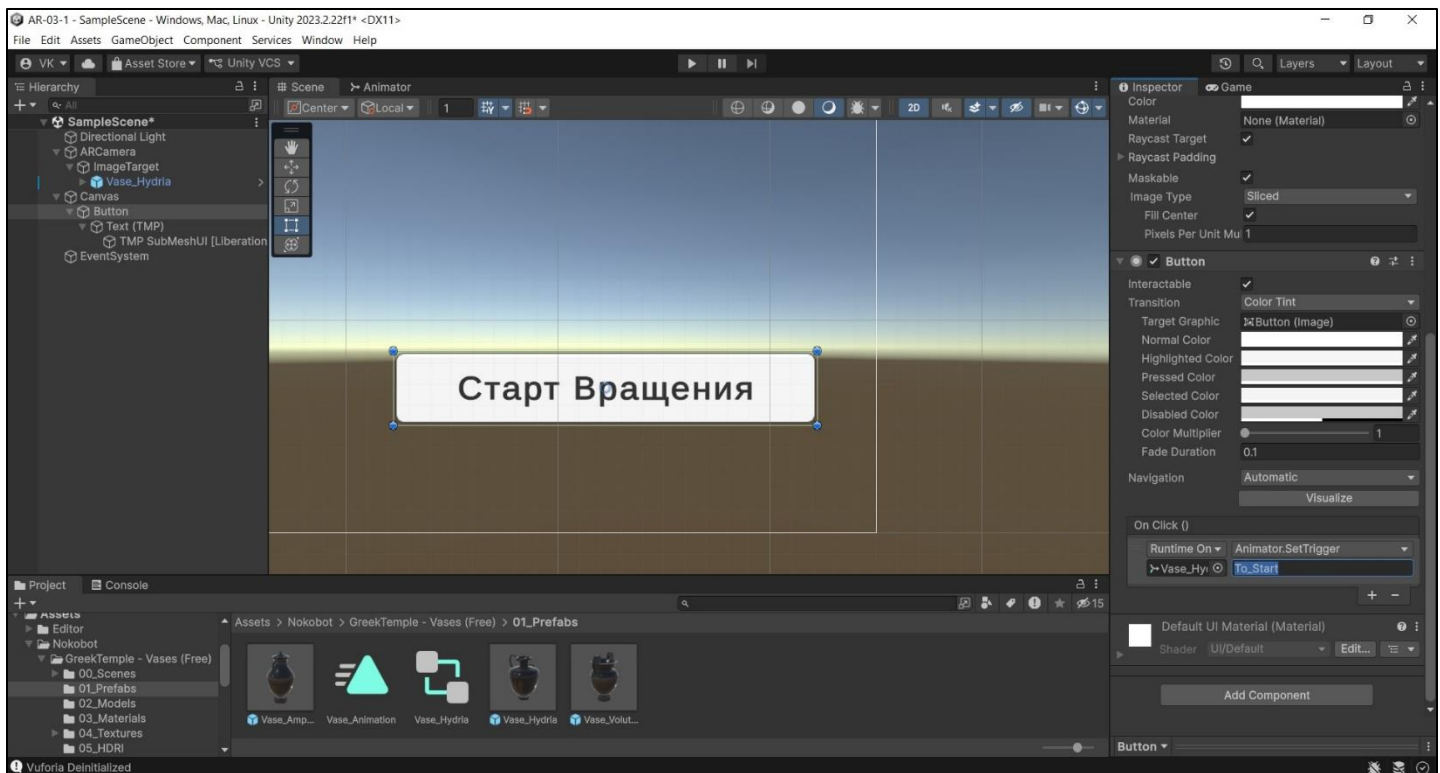 AR-03-1 - SampleScene - Windows, Mac, Linux - Unity 2023.2.22f1* <DX11>
File Edit Assets GameObject Component Services Window Help
VK Asset Store Unity VCS Layers Layout
Hierarchy
All
SampleScene*
Directional Light
ARCamera
ImageTarget
Vase_Hydria
Canvas
Button
Text (TMP)
TMP SubMeshUI [Liberation
EventSystem
Scene Animator
Center Local 1 2D
Старт Вращения
Inspector Game
Color
Material None (Material)
Raycast Target
Raycast Padding
Maskable
Image Type Sliced
Fill Center
Pixels Per Unit Mul 1
Button
Interactable
Transition Color Tint
Target Graphic Button (Image)
Normal Color
Highlighted Color
Pressed Color
Selected Color
Disabled Color
Color Multiplier 1
Fade Duration 0.1
Navigation Automatic
Visualize
On Click ()
Runtime On Animator.SetTrigger
Vase_Hyd To_Start
+ -
Default UI Material (Material)
Shader UI/Default Edit...
Add Component
Button
Project Console
15
Assets
Editor
Nokobot
GreekTemple - Vases (Free)
00_Scenes
01_Prefabs
02_Models
03_Materials
04_Textures
05_HDRI
Assets > Nokobot > GreekTemple - Vases (Free) > 01_Prefabs
Vase_Amp... Vase_Animation Vase_Hydria Vase_Hydria Vase_Volut...
Vuforia Deinitialized